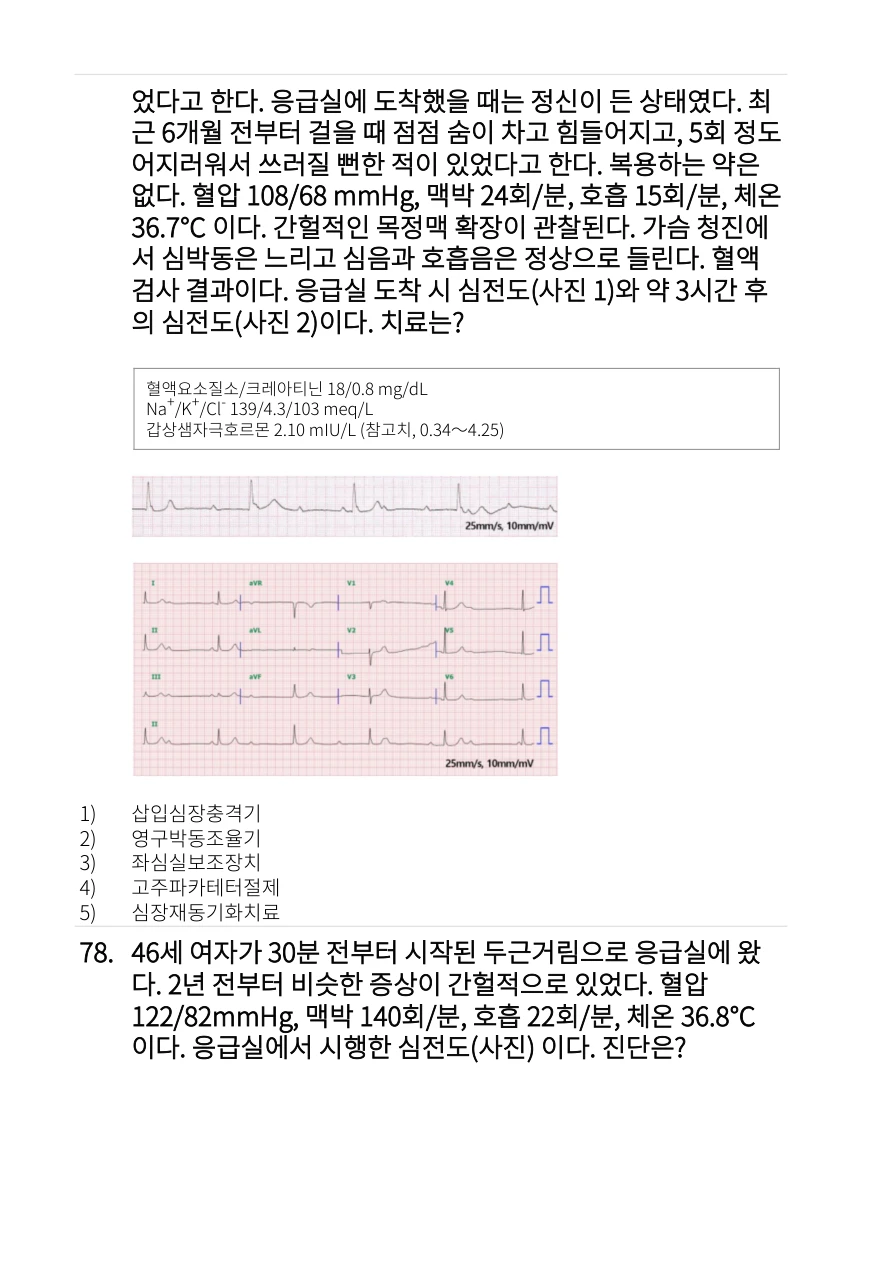 었다고 한다. 응급실에 도착했을 때는 정신이 든 상태였다. 최
근 6개월 전부터 걸을 때 점점 숨이 차고 힘들어지고, 5회 정도
어지러워서 쓰러질 뻔한 적이 있었다고 한다. 복용하는 약은
없다. 혈압 108/68 mmHg, 맥박 24회/분, 호흡 15회/분, 체온
36.7℃ 이다. 간헐적인 목정맥 확장이 관찰된다. 가슴 청진에
서 심박동은 느리고 심음과 호흡음은 정상으로 들린다. 혈액
검사 결과이다. 응급실 도착 시 심전도(사진 1)와 약 3시간 후
의 심전도(사진 2)이다. 치료는?
혈액요소질소/크레아티닌 18/0.8 mg/dL
Na+/K+/Cl- 139/4.3/103 meq/L
갑상샘자극호르몬 2.10 mIU/L (참고치, 0.34～4.25)
25mm/s, 10mm/mV
I aVR V1 V4
II aVL V2 V5
III aVF V3 V6
II
25mm/s, 10mm/mV
1) 삽입심장충격기
2) 영구박동조율기
3) 좌심실보조장치
4) 고주파카테터절제
5) 심장재동기화치료
78. 46세 여자가 30분 전부터 시작된 두근거림으로 응급실에 왔
다. 2년 전부터 비슷한 증상이 간헐적으로 있었다. 혈압
122/82mmHg, 맥박 140회/분, 호흡 22회/분, 체온 36.8℃
이다. 응급실에서 시행한 심전도(사진) 이다. 진단은?